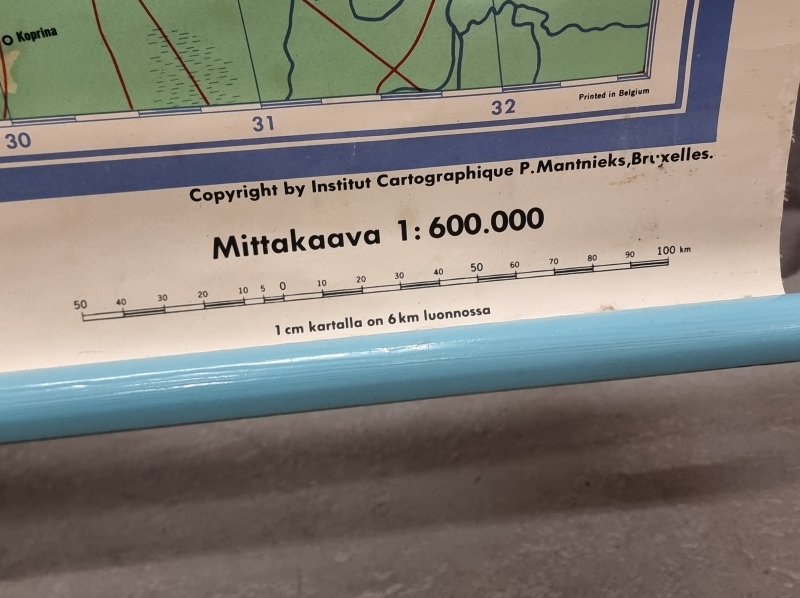 Koprina
30 31 32
Printed in Belgium
Copyright by Institut Cartographique P. Mantnieks, Bruxelles.
Mittakaava 1: 600.000
50 40 30 20 10 5 0 10 20 30 40 50 60 70 80 90 100 km
1 cm kartalla on 6 km luonnossa